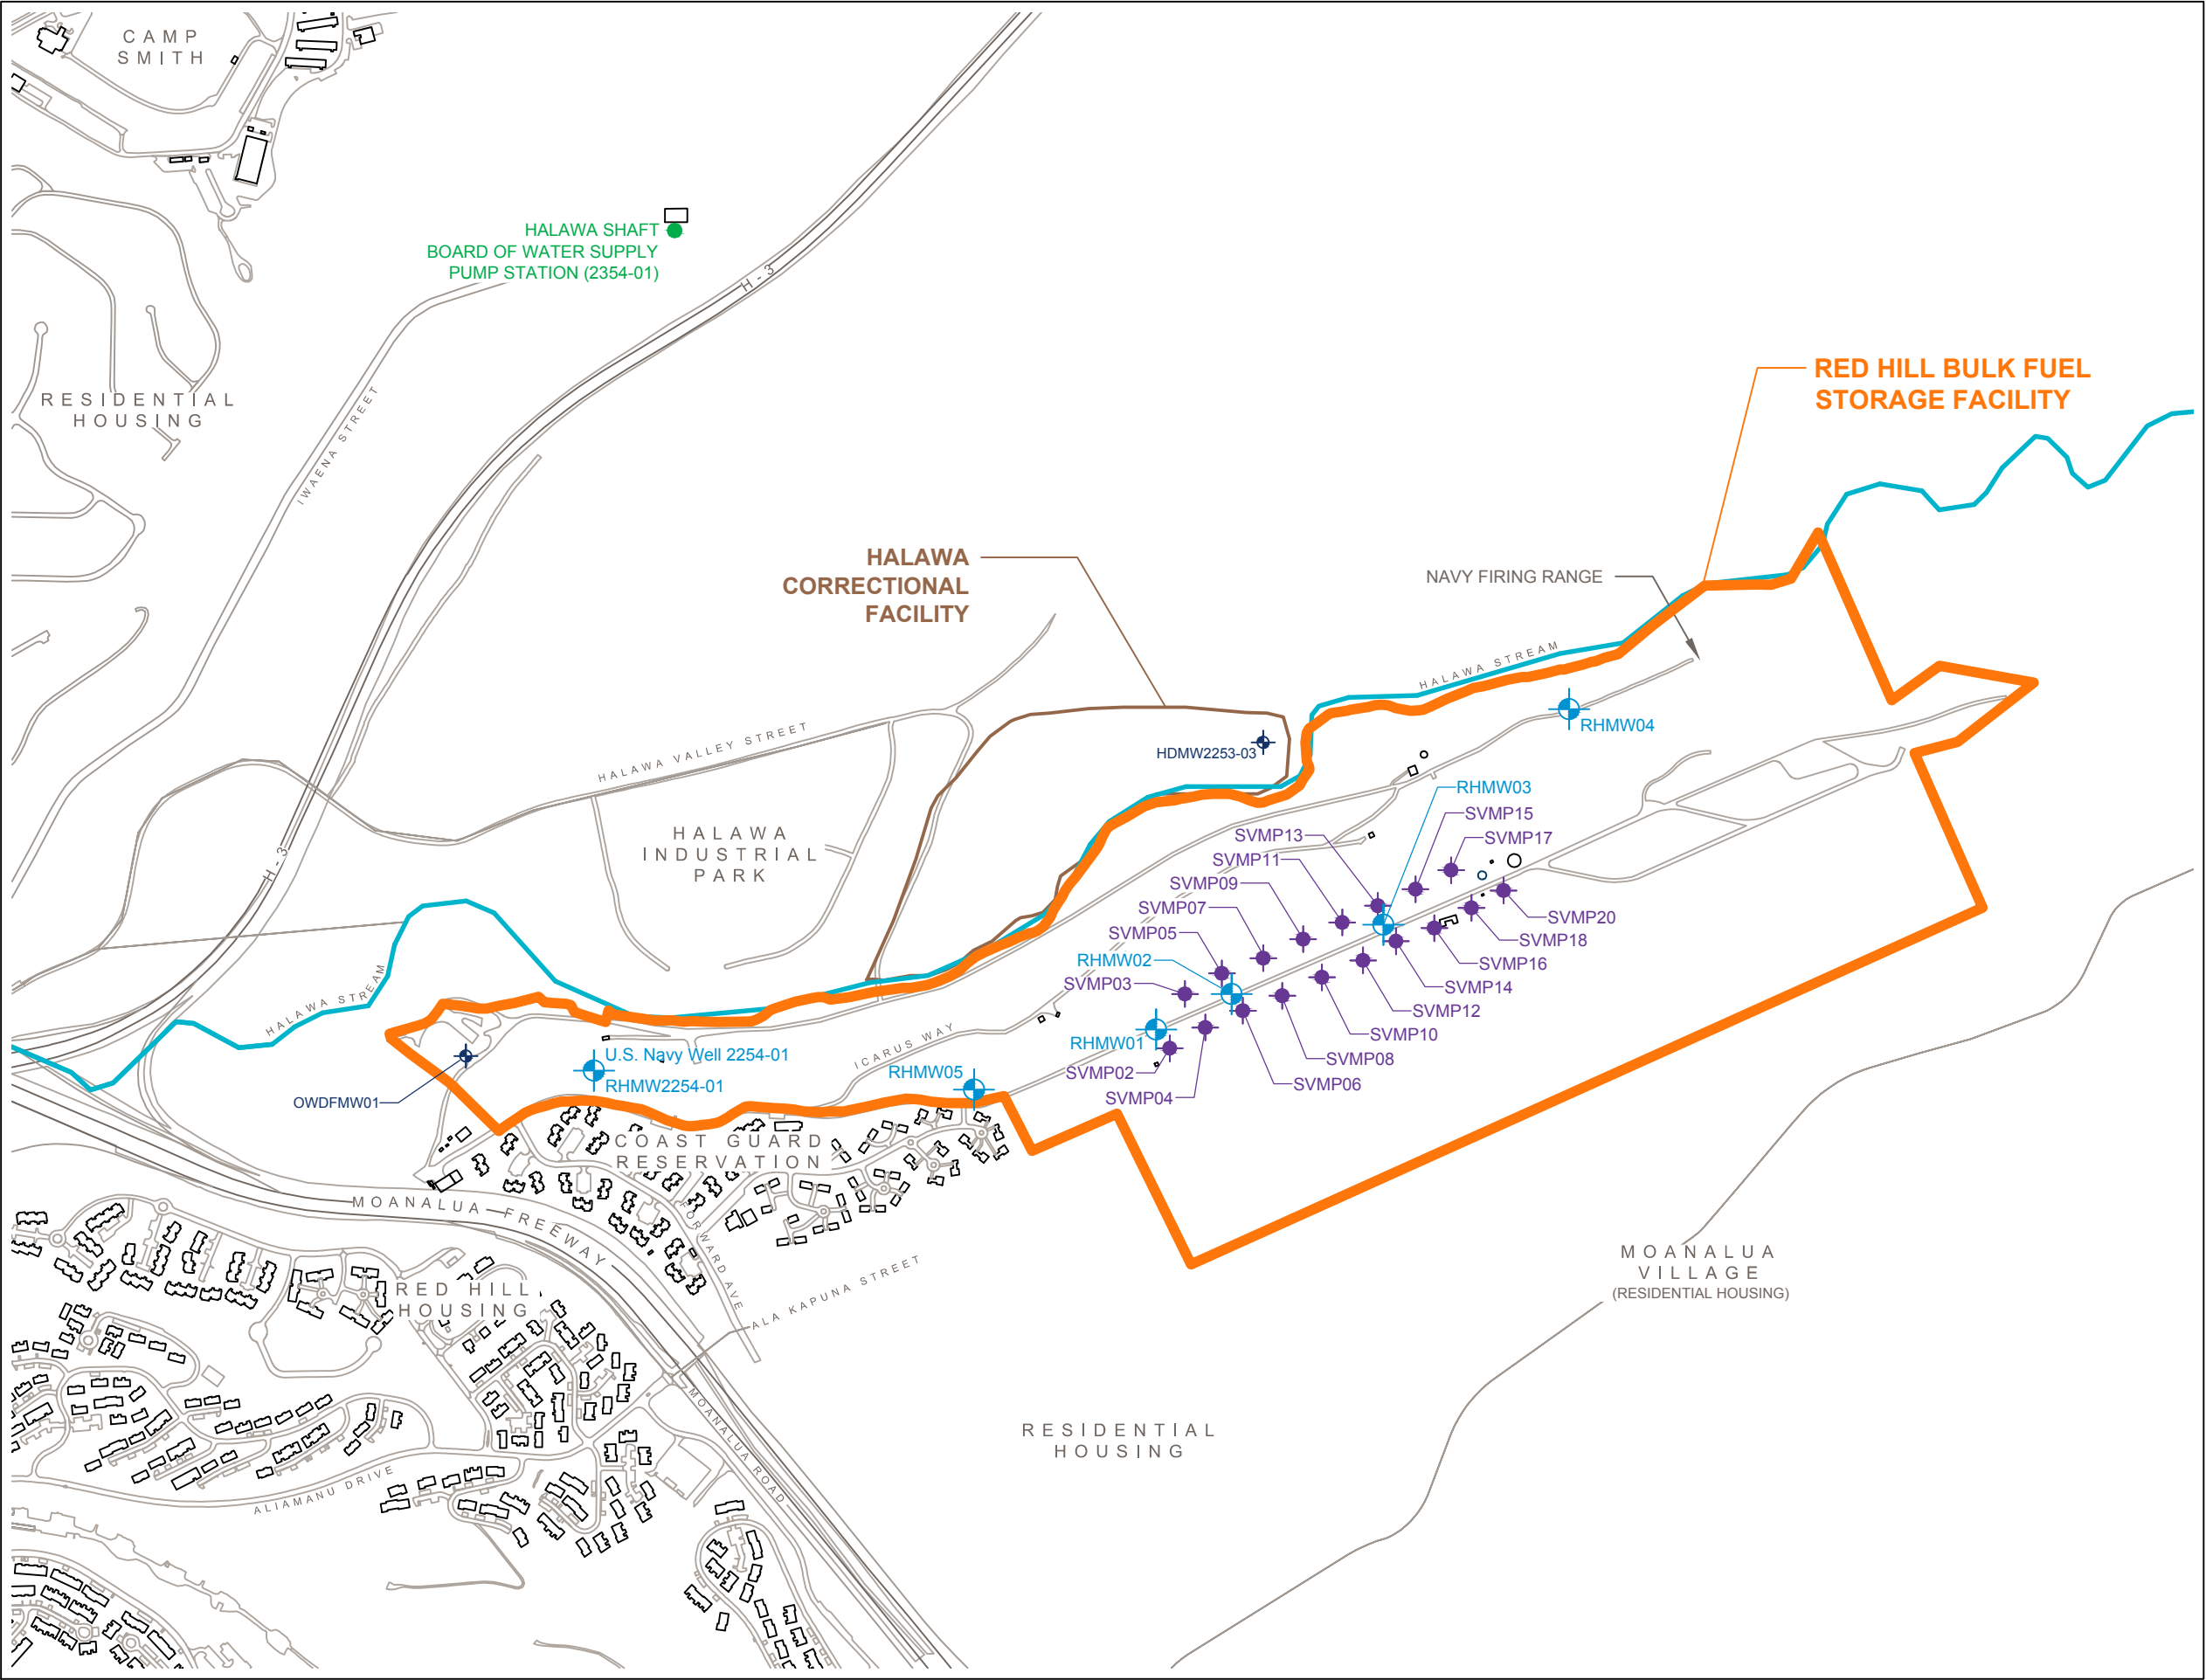 CAMP
SMITH
HALAWA SHAFT
BOARD OF WATER SUPPLY
PUMP STATION (2354-01)
H-3
RED HILL BULK FUEL
STORAGE FACILITY
RESIDENTIAL
HOUSING
IWAENA STREET
HALAWA
CORRECTIONAL
FACILITY
NAVY FIRING RANGE
HALAWA STREAM
RHMW04
HALAWA VALLEY STREET
HDMW2253-03
RHMW03
SVMP15
SVMP17
SVMP13
SVMP11
SVMP09
SVMP07
SVMP05
RHMW02
SVMP03
HALAWA
INDUSTRIAL
PARK
H-3
SVMP20
SVMP18
SVMP16
SVMP14
SVMP12
SVMP10
SVMP08
SVMP06
RHMW01
SVMP02
SVMP04
HALAWA STREAM
ICARUS WAY
U.S. Navy Well 2254-01
RHMW2254-01
RHMW05
OWDFMW01
COAST GUARD
RESERVATION
MOANALUA FREEWAY
FORWARD AVE
ALA KAPUNA STREET
RED HILL
HOUSING
MOANALUA
VILLAGE
(RESIDENTIAL HOUSING)
MOANALUA ROAD
RESIDENTIAL
HOUSING
ALIAMANU DRIVE